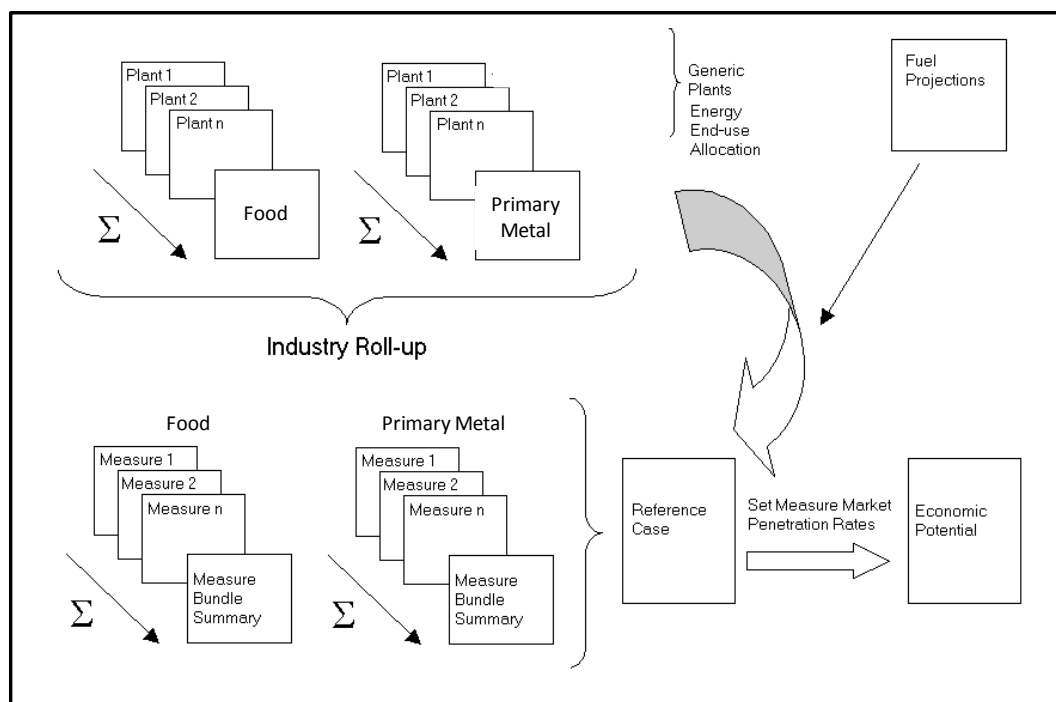 Plant 1
Plant 2
Plant n
Food
Σ
Plant 1
Plant 2
Plant n
Primary
Metal
Σ
Generic
Plants
Energy
End-use
Allocation
Fuel
Projections
Industry Roll-up
Food
Measure 1
Measure 2
Measure n
Measure
Bundle
Summary
Σ
Primary Metal
Measure 1
Measure 2
Measure n
Measure
Bundle
Summary
Σ
Reference
Case
Set Measure Market
Penetration Rates
Economic
Potential